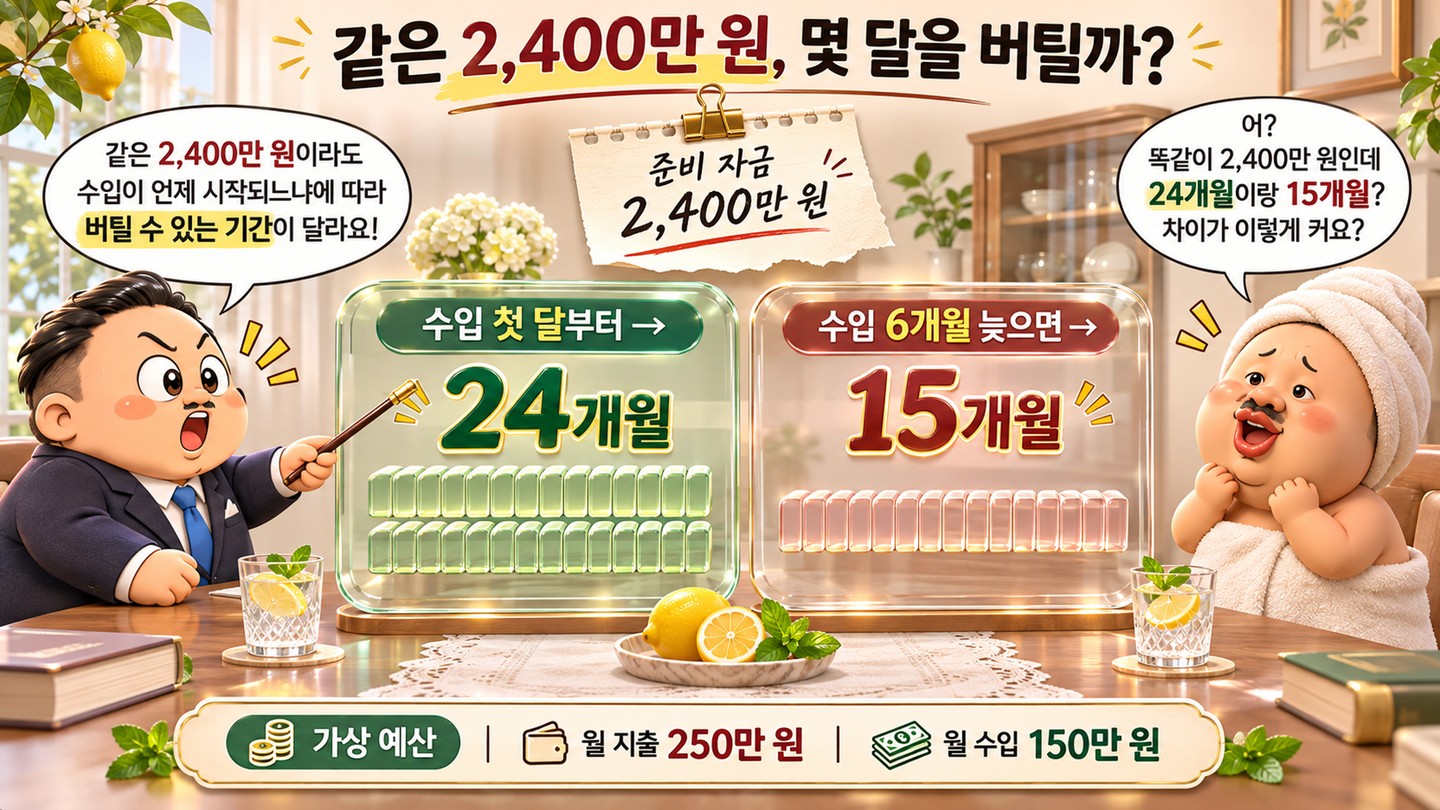 같은 2,400만 원, 몇 달을 버틸까?
같은 2,400만 원이라도
수입이 언제 시작되느냐에 따라
버틸 수 있는 기간이 달라요!
준비 자금
2,400만 원
어?
똑같이 2,400만 원인데
24개월이랑 15개월?
차이가 이렇게 커요?
수입 첫 달부터 →
24개월
수입 6개월 늦으면 →
15개월
가상 예산
월 지출 250만 원
월 수입 150만 원